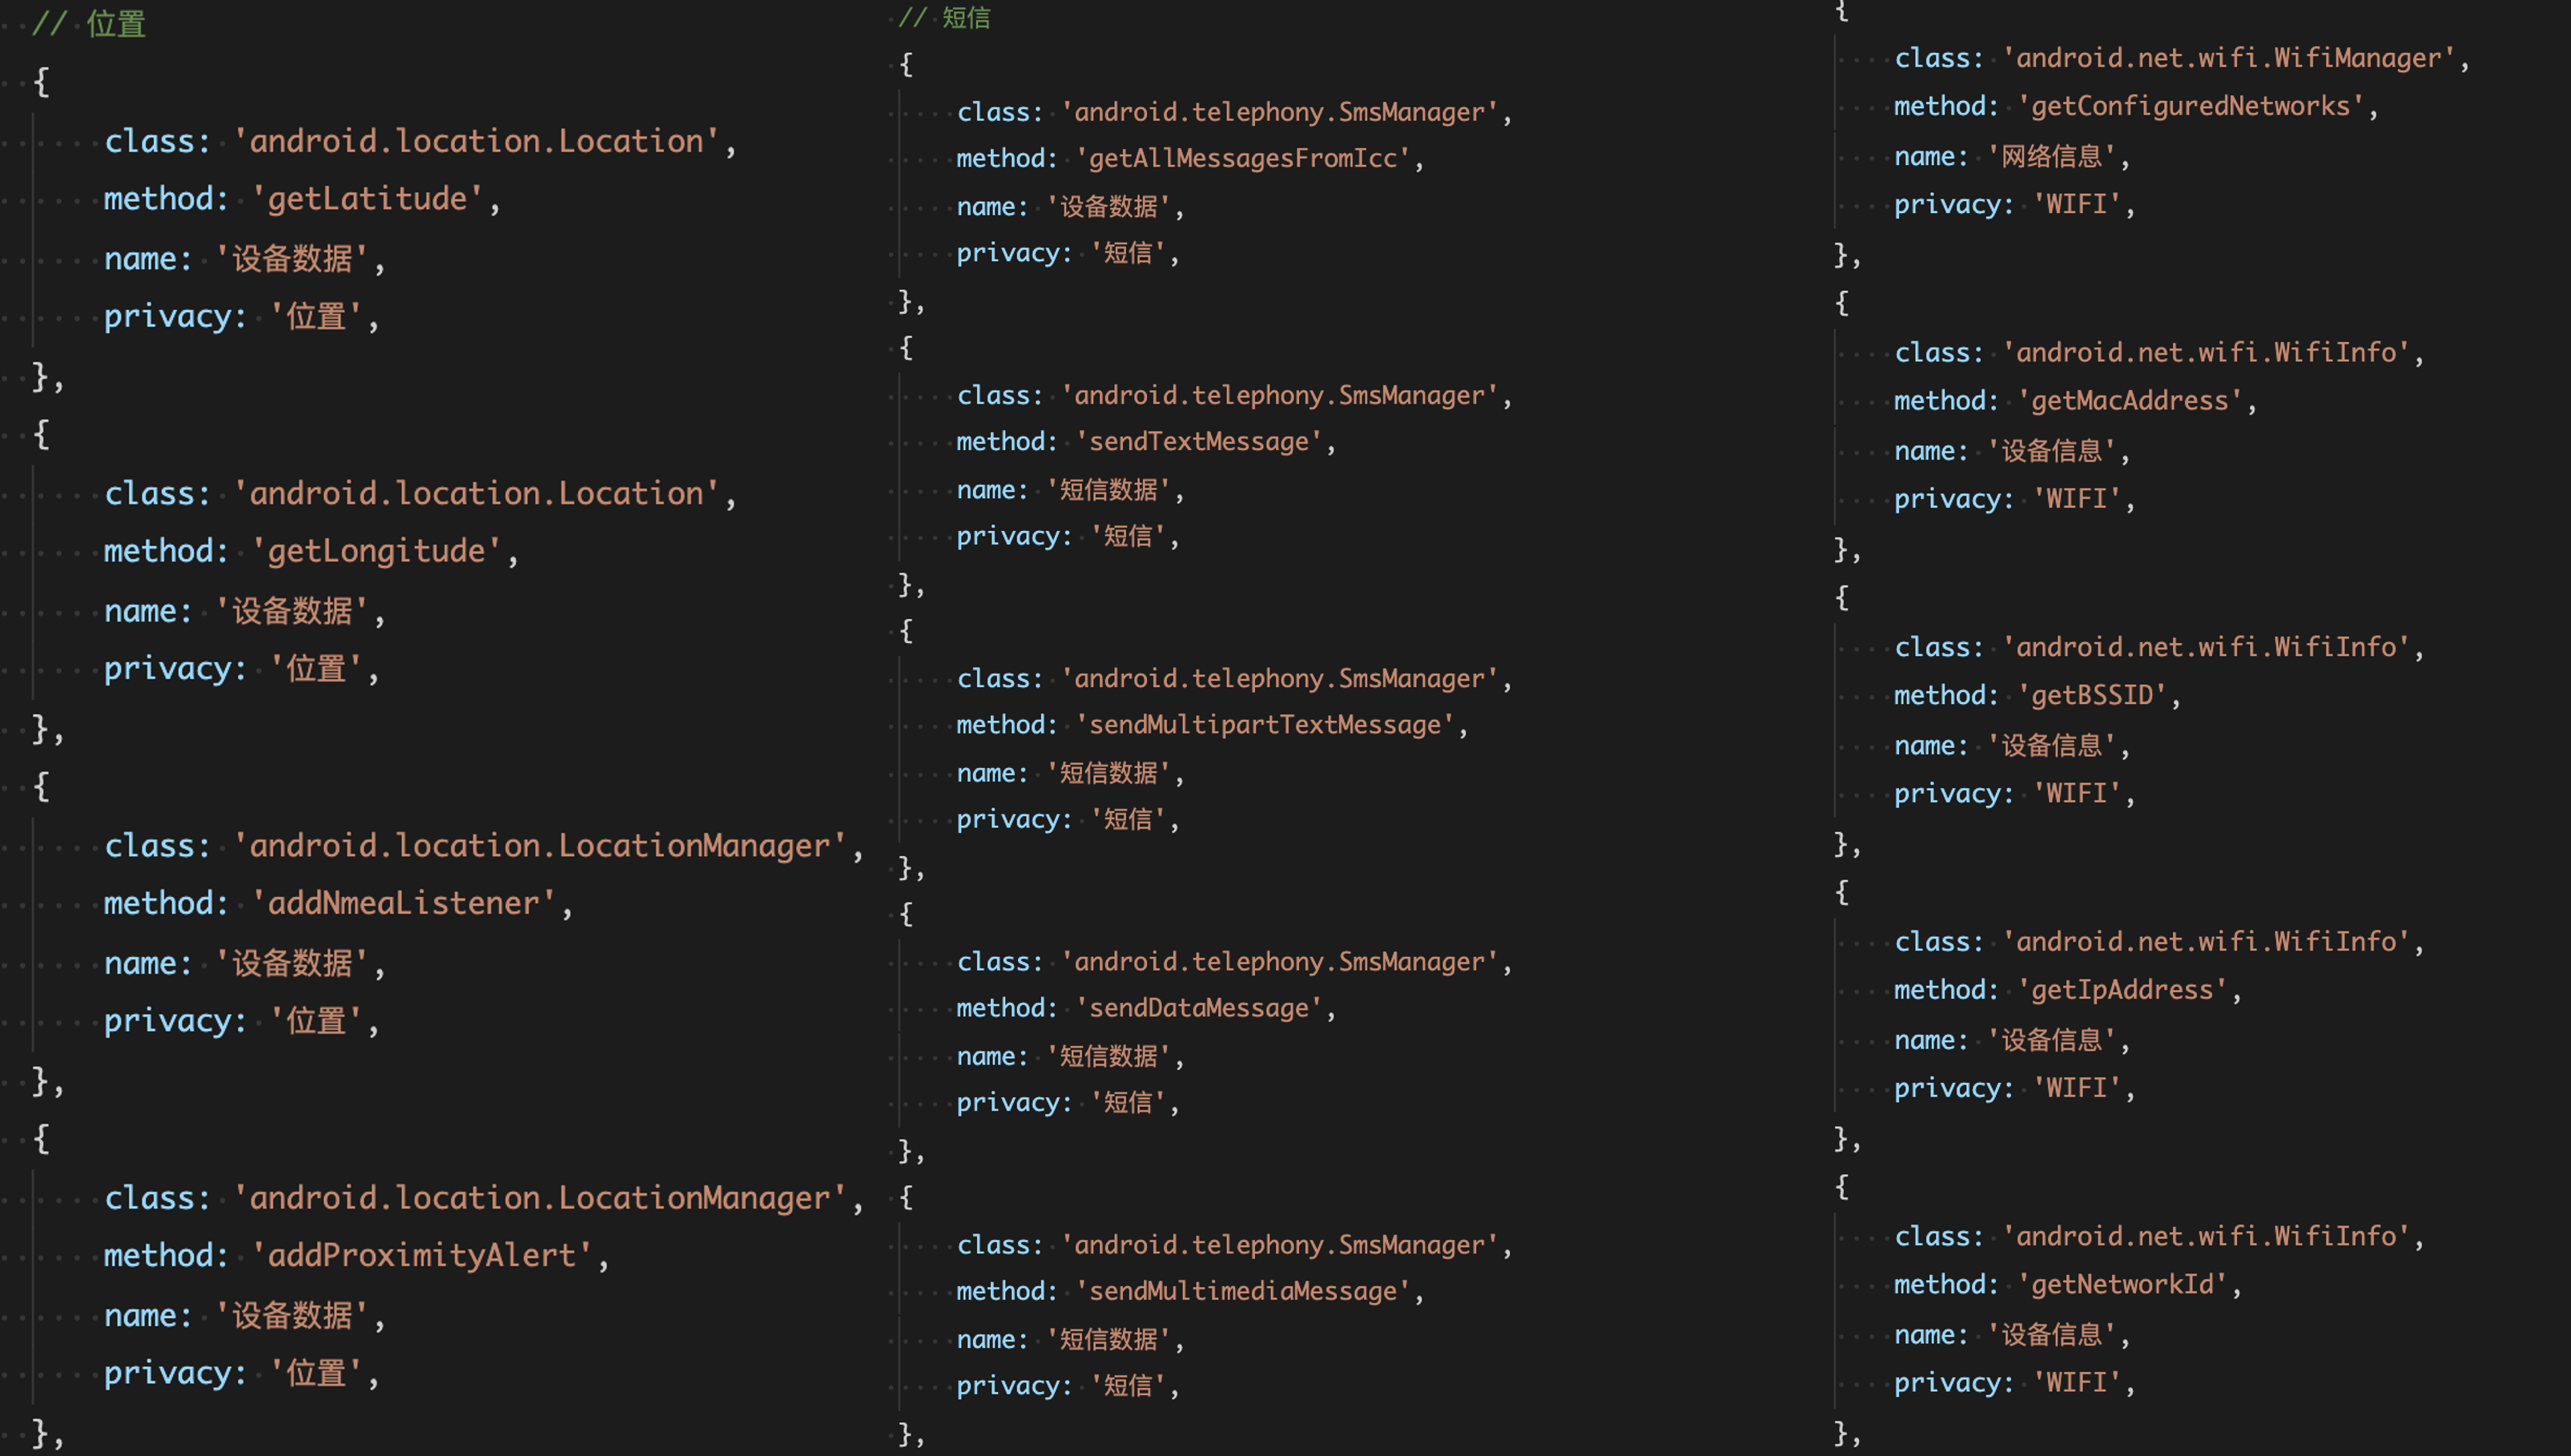 // 位置
{
class: 'android.location.Location',
method: 'getLatitude',
name: '设备数据',
privacy: '位置',
},
{
class: 'android.location.Location',
method: 'getLongitude',
name: '设备数据',
privacy: '位置',
},
{
class: 'android.location.LocationManager',
method: 'addNmeaListener',
name: '设备数据',
privacy: '位置',
},
{
class: 'android.location.LocationManager',
method: 'addProximityAlert',
name: '设备数据',
privacy: '位置',
},
// 短信
{
class: 'android.telephony.SmsManager',
method: 'getAllMessagesFromIcc',
name: '设备数据',
privacy: '短信',
},
{
class: 'android.telephony.SmsManager',
method: 'sendTextMessage',
name: '短信数据',
privacy: '短信',
},
{
class: 'android.telephony.SmsManager',
method: 'sendMultipartTextMessage',
name: '短信数据',
privacy: '短信',
},
{
class: 'android.telephony.SmsManager',
method: 'sendDataMessage',
name: '短信数据',
privacy: '短信',
},
{
class: 'android.telephony.SmsManager',
method: 'sendMultimediaMessage',
name: '短信数据',
privacy: '短信',
},
{
class: 'android.net.wifi.WifiManager',
method: 'getConfiguredNetworks',
name: '网络信息',
privacy: 'WIFI',
},
{
class: 'android.net.wifi.WifiInfo',
method: 'getMacAddress',
name: '设备信息',
privacy: 'WIFI',
},
{
class: 'android.net.wifi.WifiInfo',
method: 'getBSSID',
name: '设备信息',
privacy: 'WIFI',
},
{
class: 'android.net.wifi.WifiInfo',
method: 'getIpAddress',
name: '设备信息',
privacy: 'WIFI',
},
{
class: 'android.net.wifi.WifiInfo',
method: 'getNetworkId',
name: '设备信息',
privacy: 'WIFI',
},